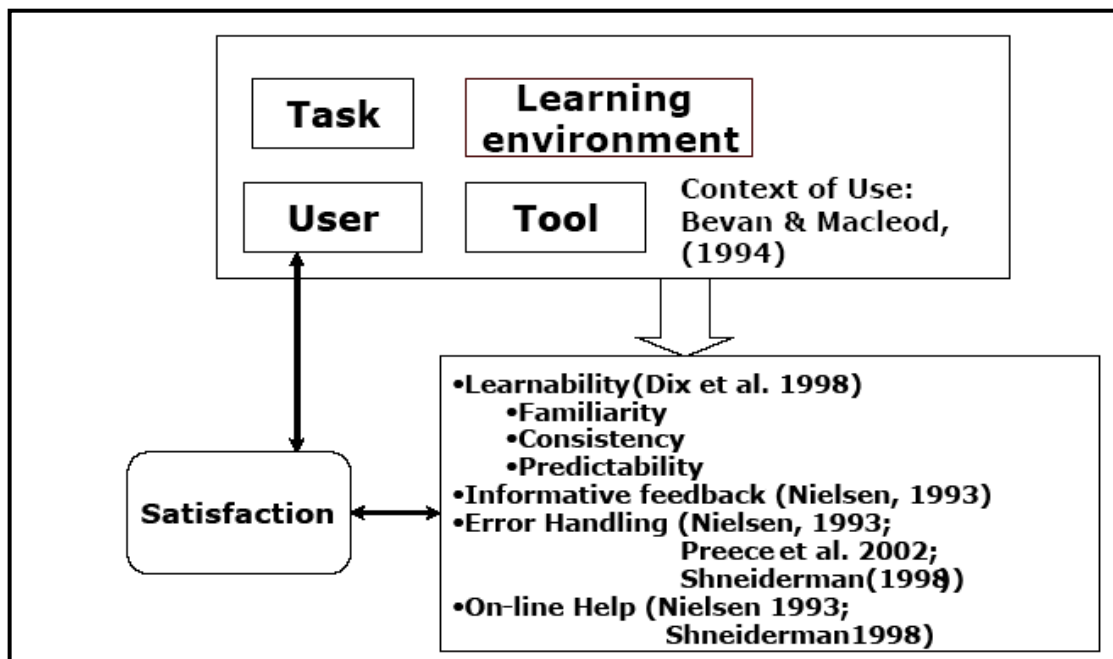 Task
Learning
environment
User
Tool
Context of Use:
Bevan & Macleod,
(1994)
•Learnability(Dix et al. 1998)
•Familiarity
•Consistency
•Predictability
•Informative feedback (Nielsen, 1993)
•Error Handling (Nielsen, 1993;
Preece et al. 2002;
Shneiderman(1998))
•On-line Help (Nielsen 1993;
Shneiderman1998)
Satisfaction